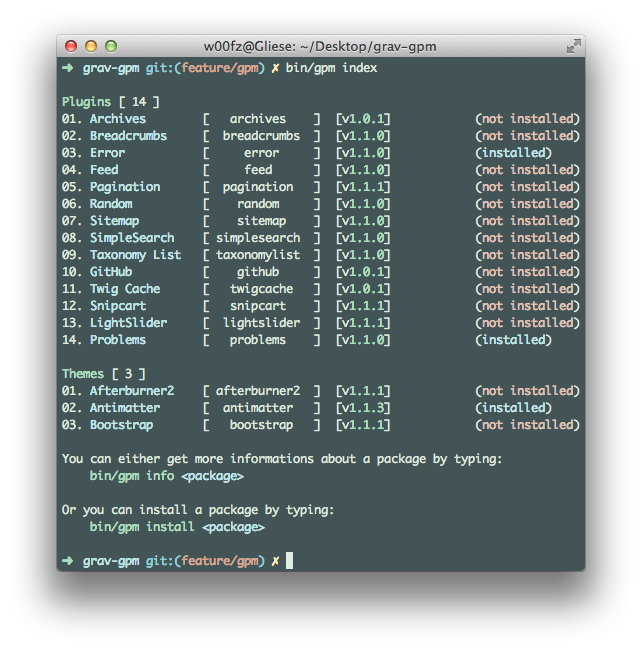 w00fz@Gliese: ~/Desktop/grav-gpm
➜ grav-gpm git:(feature/gpm) ✗ bin/gpm index
Plugins [ 14 ]
01. Archives [ archives ] [v1.0.1] (not installed)
02. Breadcrumbs [ breadcrumbs ] [v1.1.0] (not installed)
03. Error [ error ] [v1.1.0] (installed)
04. Feed [ feed ] [v1.1.0] (not installed)
05. Pagination [ pagination ] [v1.1.1] (not installed)
06. Random [ random ] [v1.1.0] (not installed)
07. Sitemap [ sitemap ] [v1.1.0] (not installed)
08. SimpleSearch [ simplesearch ] [v1.1.0] (not installed)
09. Taxonomy List [ taxonomylist ] [v1.1.0] (not installed)
10. GitHub [ github ] [v1.0.1] (not installed)
11. Twig Cache [ twigcache ] [v1.0.1] (not installed)
12. Snipcart [ snipcart ] [v1.1.1] (not installed)
13. LightSlider [ lightslider ] [v1.1.1] (not installed)
14. Problems [ problems ] [v1.1.0] (installed)
Themes [ 3 ]
01. Afterburner2 [ afterburner2 ] [v1.1.1] (not installed)
02. Antimatter [ antimatter ] [v1.1.3] (installed)
03. Bootstrap [ bootstrap ] [v1.1.1] (not installed)
You can either get more informations about a package by typing:
bin/gpm info <package>
Or you can install a package by typing:
bin/gpm install <package>
➜ grav-gpm git:(feature/gpm) ✗